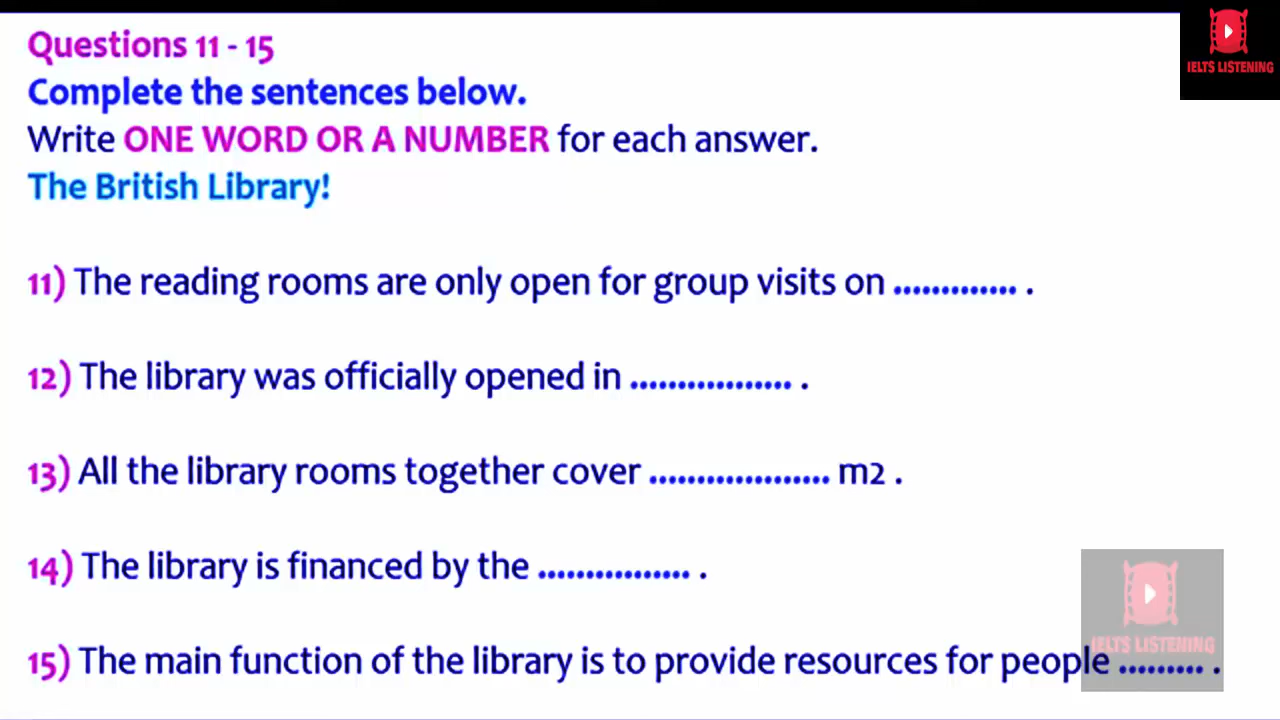 IELTS LISTENING
Questions 11 - 15
Complete the sentences below.
Write ONE WORD OR A NUMBER for each answer.
The British Library!
11) The reading rooms are only open for group visits on ............. .
12) The library was officially opened in ................. .
13) All the library rooms together cover ................... m2 .
14) The library is financed by the ................ .
15) The main function of the library is to provide resources for people ......... .
IELTS LISTENING